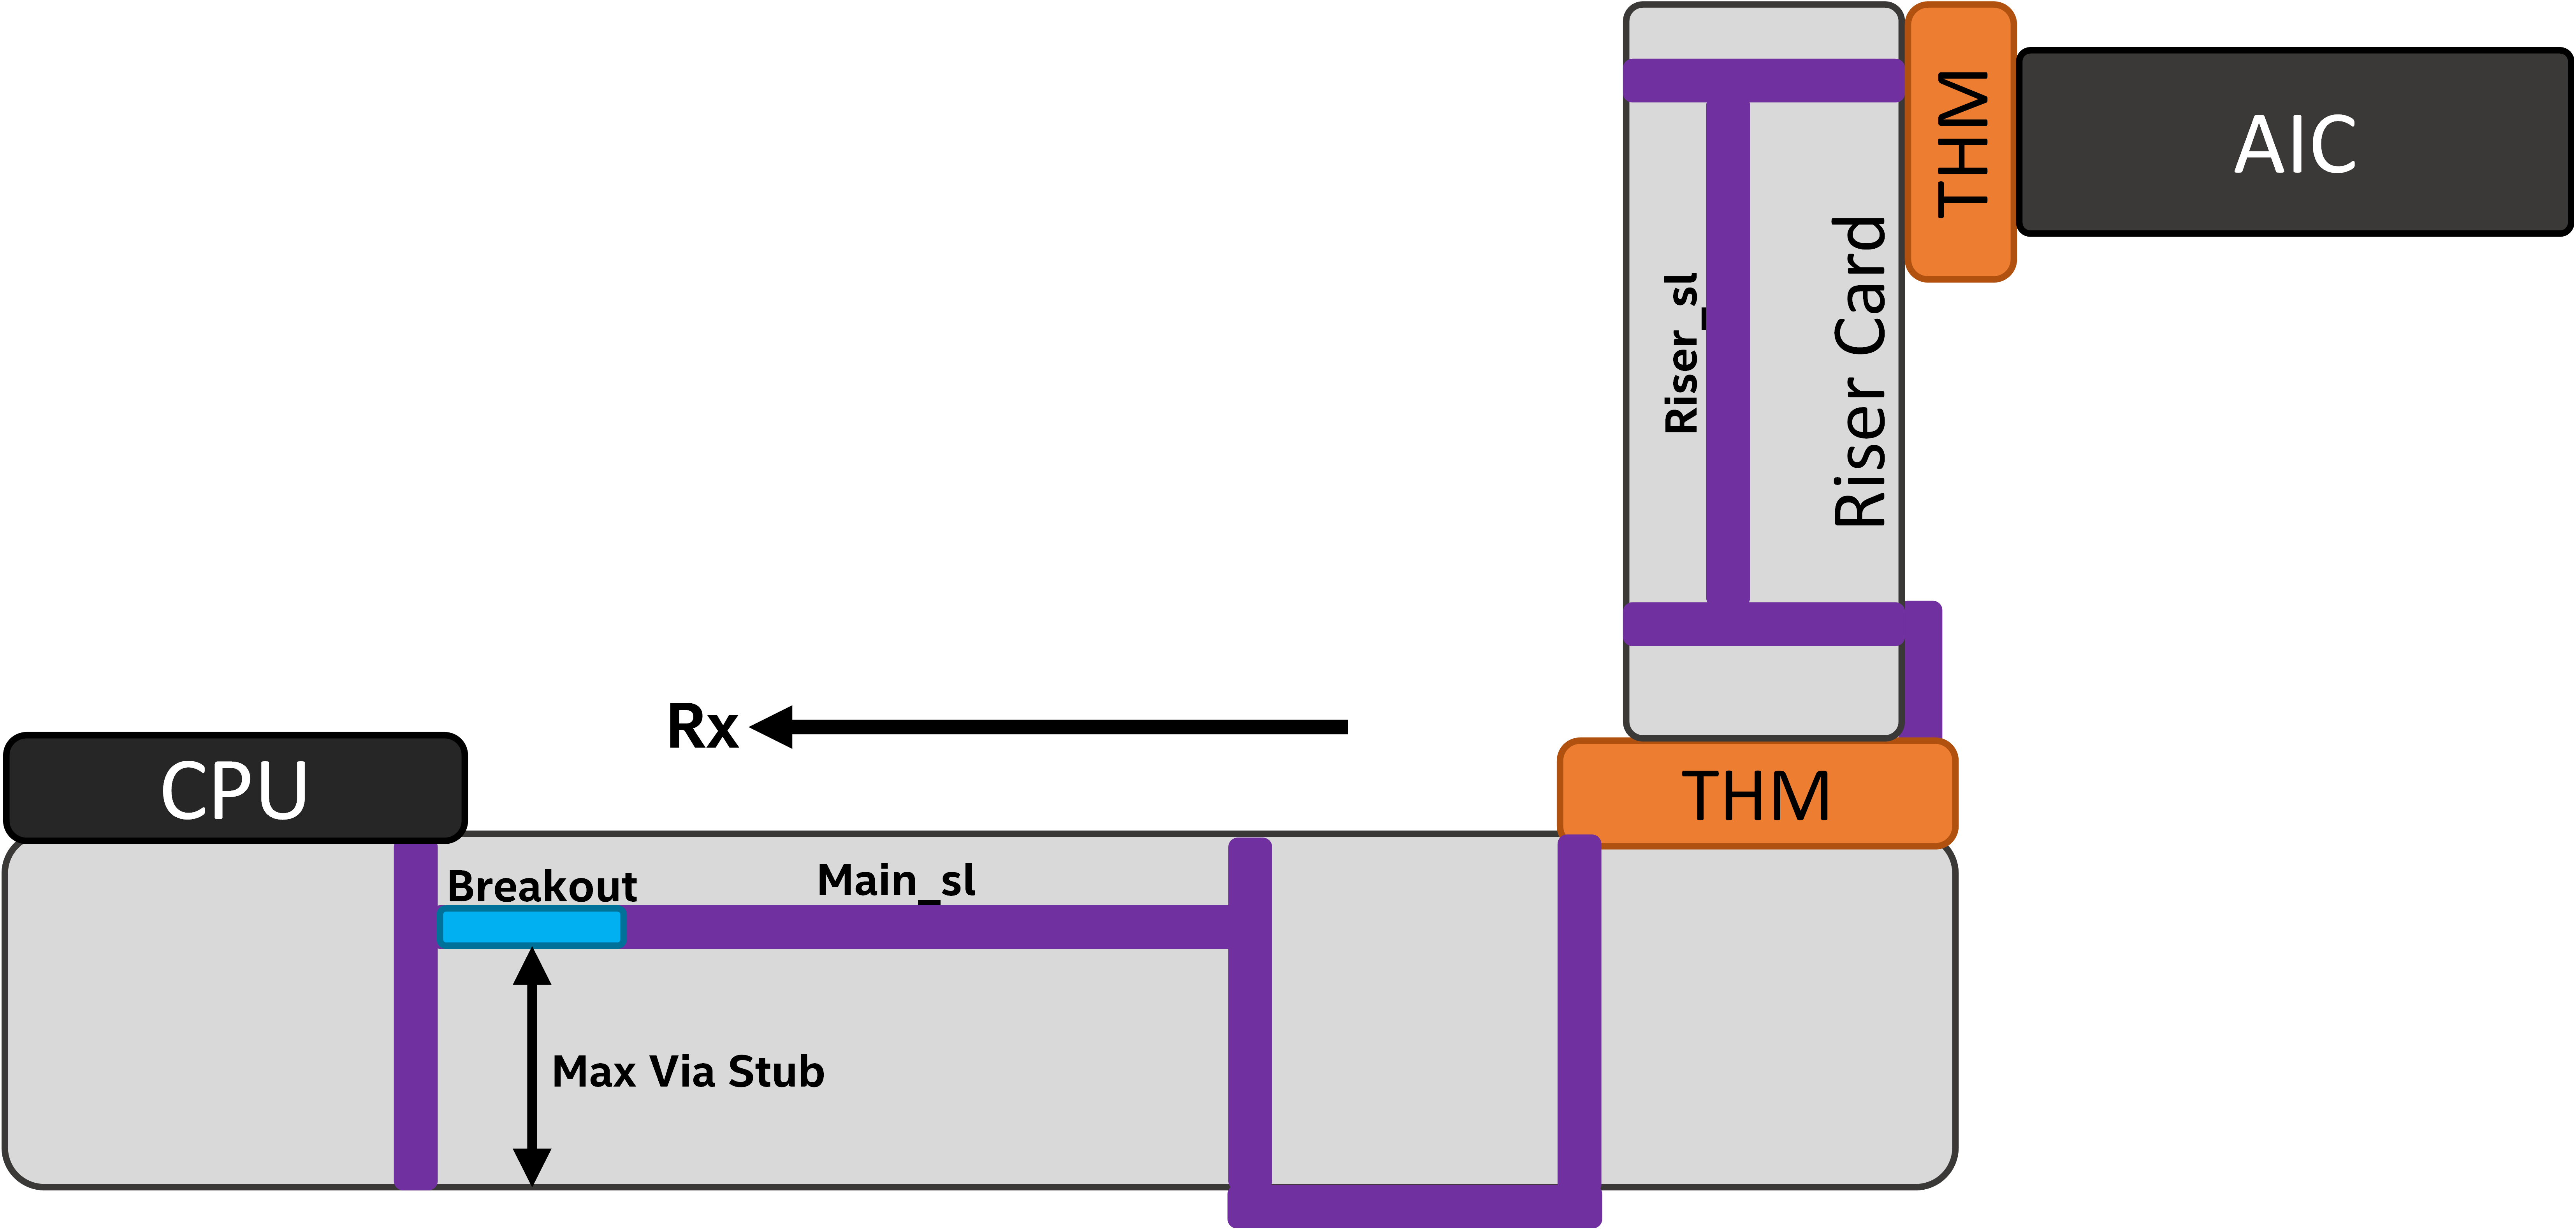 THM
AIC
Riser_sl
Riser Card
Rx
CPU
THM
Breakout
Main_sl
Max Via Stub